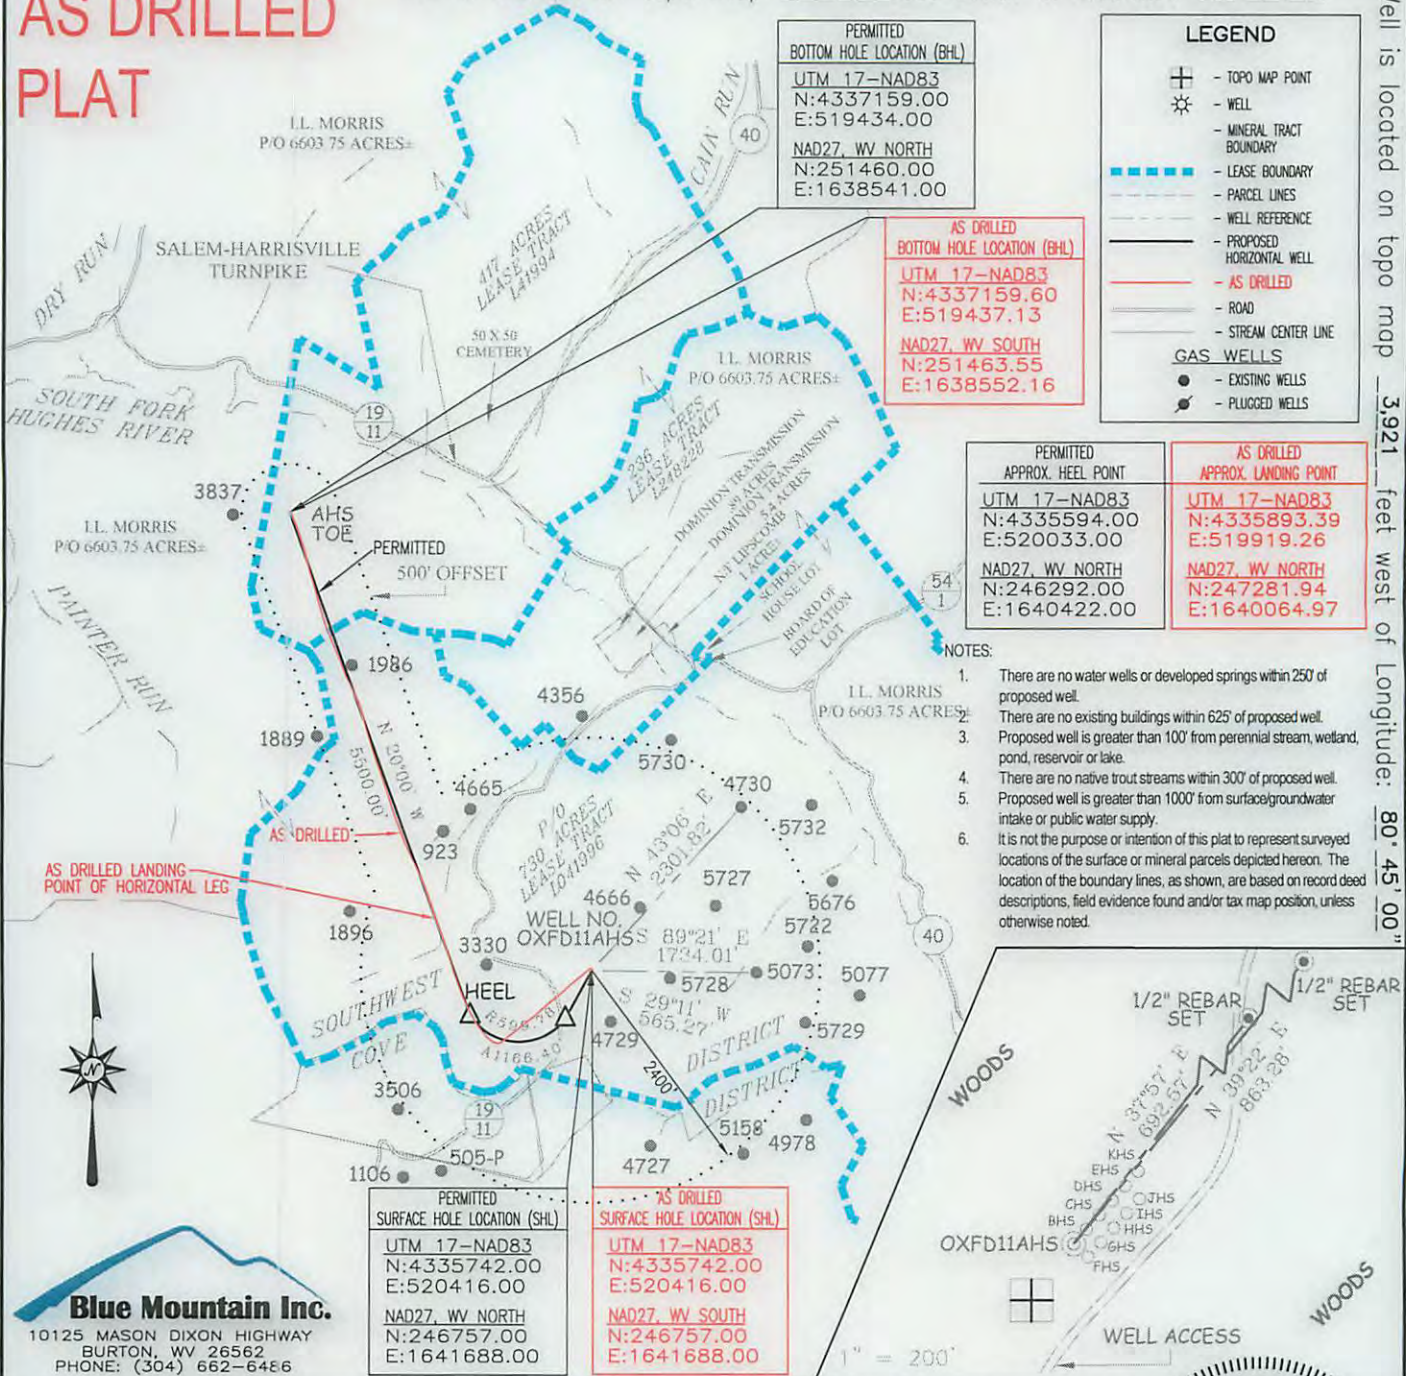 AS DRILLED
PLAT
Well is located on topo map 3,921 feet west of Longitude: 80° 45' 00"
PERMITTED
BOTTOM HOLE LOCATION (BHL)
UTM 17-NAD83
N:4337159.00
E:519434.00
NAD27, WV NORTH
N:251460.00
E:1638541.00
LEGEND
- TOPO MAP POINT
- WELL
- MINERAL TRACT
BOUNDARY
- LEASE BOUNDARY
- PARCEL LINES
- WELL REFERENCE
- PROPOSED
HORIZONTAL WELL
- AS DRILLED
- ROAD
- STREAM CENTER LINE
GAS WELLS
- EXISTING WELLS
- PLUGGED WELLS
AS DRILLED
BOTTOM HOLE LOCATION (BHL)
UTM 17-NAD83
N:4337159.60
E:519437.13
NAD27, WV SOUTH
N:251463.55
E:1638552.16
I.L. MORRIS
P/O 6603.75 ACRES±
CAIN RUN
40
417 ACRES
LEASE TRACT
LA1994
SALEM-HARRISVILLE
TURNPIKE
DRY RUN
50 X 50
CEMETERY
I.L. MORRIS
P/O 6603.75 ACRES±
SOUTH FORK
HUGHES RIVER
19
11
236 ACRES
LEASE TRACT
L248228
DOMINION TRANSMISSION
.89 ACRES
DOMINION TRANSMISSION
5.4 ACRES
N/F LIPSCOMB
1 ACRE±
SCHOOL
HOUSE LOT
BOARD OF
EDUCATION
LOT
PERMITTED
APPROX. HEEL POINT
UTM 17-NAD83
N:4335594.00
E:520033.00
NAD27, WV NORTH
N:246292.00
E:1640422.00
AS DRILLED
APPROX. LANDING POINT
UTM 17-NAD83
N:4335893.39
E:519919.26
NAD27, WV NORTH
N:247281.94
E:1640064.97
3837
AHS
TOE
I.L. MORRIS
P/O 6603.75 ACRES±
PERMITTED
500' OFFSET
54
1
PAINTER RUN
1986
4356
I.L. MORRIS
P/O 6603.75 ACRES±
NOTES:
1. There are no water wells or developed springs within 250' of
proposed well.
2. There are no existing buildings within 625' of proposed well.
3. Proposed well is greater than 100' from perennial stream, wetland,
pond, reservoir or lake.
4. There are no native trout streams within 300' of proposed well.
5. Proposed well is greater than 1000' from surface/groundwater
intake or public water supply.
6. It is not the purpose or intention of this plat to represent surveyed
locations of the surface or mineral parcels depicted hereon. The
location of the boundary lines, as shown, are based on record deed
descriptions, field evidence found and/or tax map position, unless
otherwise noted.
1889
N 20°00' W
5500.00'
5730
4665
4730
5732
AS DRILLED
923
P/O
730 ACRES
LEASE TRACT
LO41996
N 43°06' E
2301.82'
AS DRILLED LANDING
POINT OF HORIZONTAL LEG
5727
5676
4666
WELL NO.
OXFD11AHS
1896
S 89°21' E
1734.01'
5722
40
3330
5728
5073
5077
HEEL
SOUTHWEST
COVE
R599.78'
A1166.40'
S 29°11' W
565.27'
4729
5729
DISTRICT
DISTRICT
2400'
3506
19
11
5158
4978
4727
505-P
1106
1/2" REBAR
SET
1/2" REBAR
SET
WOODS
N 37°57' E
692.57'
N 39°22' E
863.28'
KHS
EHS
DHS
CHS
BHS
JHS
IHS
HHS
GHS
FHS
OXFD11AHS
WOODS
WELL ACCESS
1" = 200'
PERMITTED
SURFACE HOLE LOCATION (SHL)
UTM 17-NAD83
N:4335742.00
E:520416.00
NAD27, WV NORTH
N:246757.00
E:1641688.00
AS DRILLED
SURFACE HOLE LOCATION (SHL)
UTM 17-NAD83
N:4335742.00
E:520416.00
NAD27, WV SOUTH
N:246757.00
E:1641688.00
N
Blue Mountain Inc.
10125 MASON DIXON HIGHWAY
BURTON, WV 26562
PHONE: (304) 662-6486